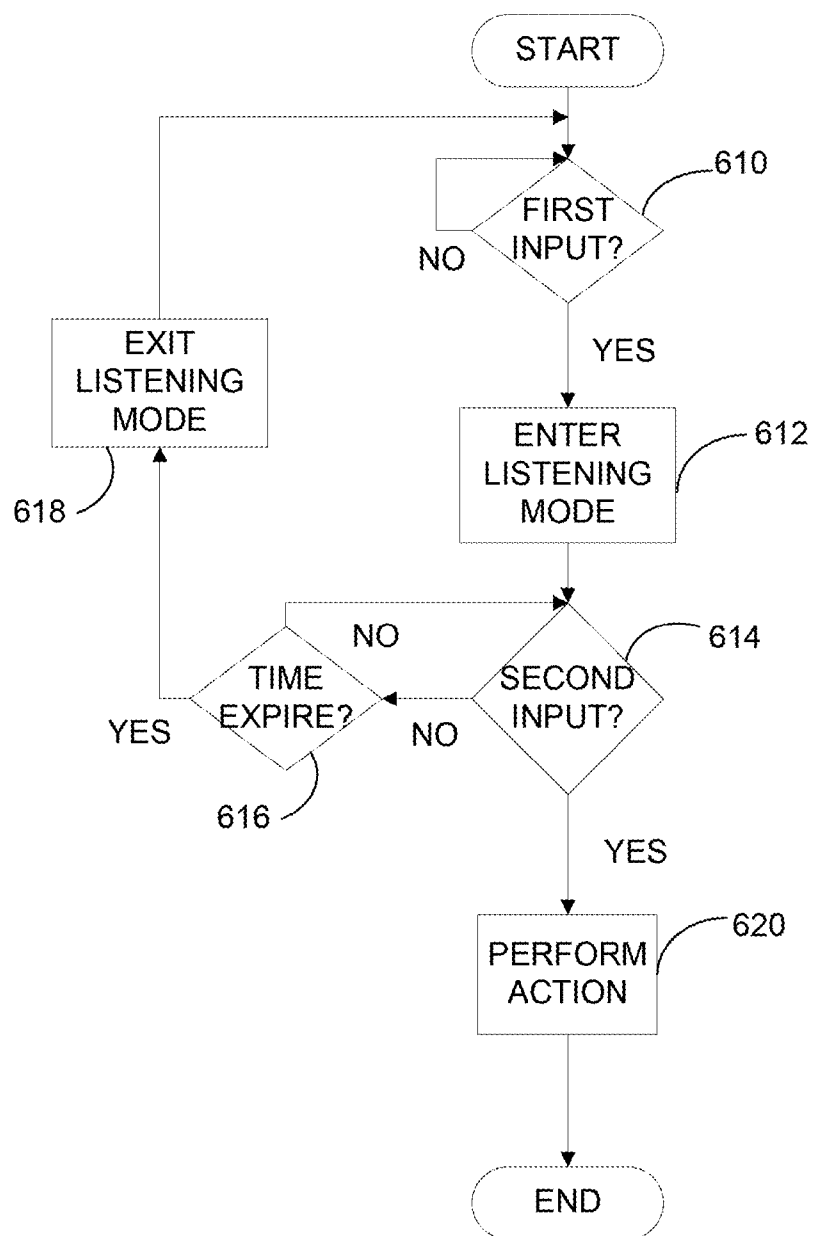 START
610
FIRST
INPUT?
NO
YES
EXIT
LISTENING
MODE
618
ENTER
LISTENING
MODE
612
NO
614
TIME
EXPIRE?
YES
616
NO
SECOND
INPUT?
YES
620
PERFORM
ACTION
END